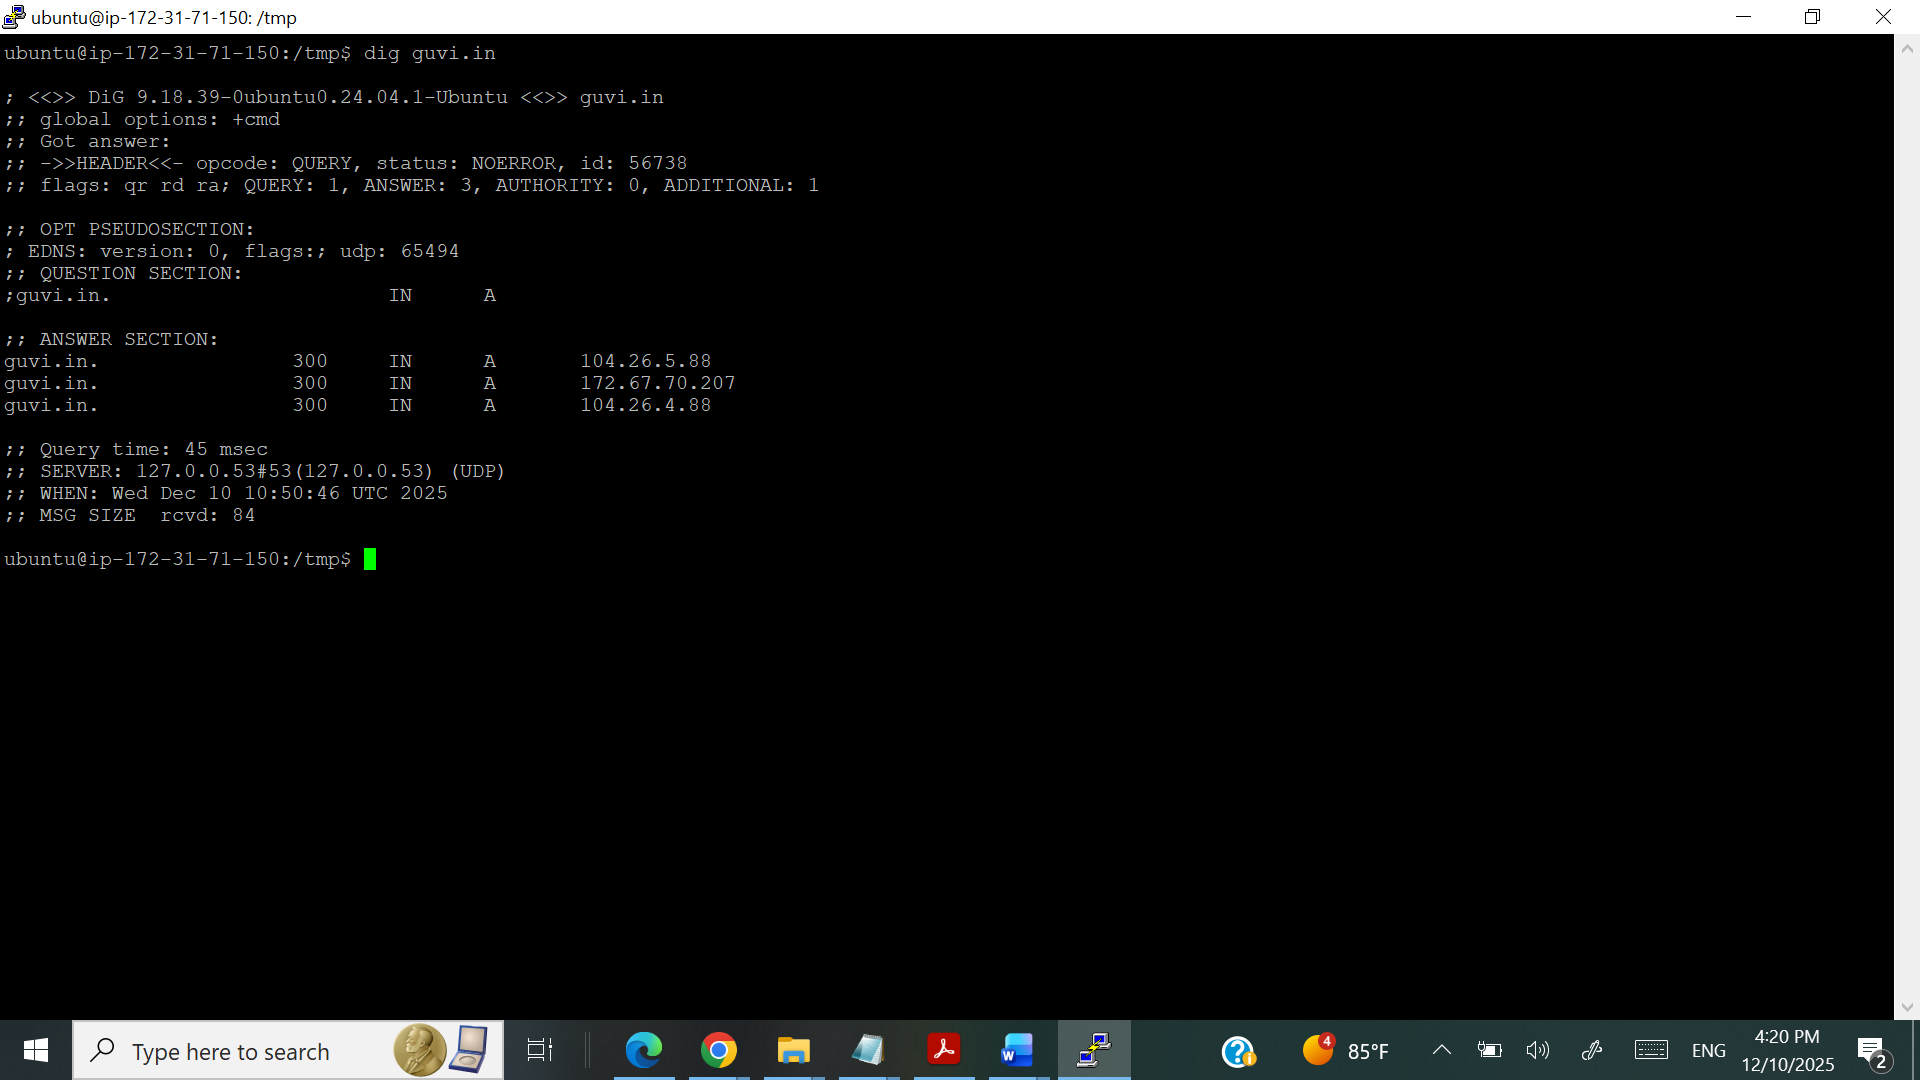 ubuntu@ip-172-31-71-150: /tmp
ubuntu@ip-172-31-71-150:/tmp$ dig guvi.in
; <<>> DiG 9.18.39-0ubuntu0.24.04.1-Ubuntu <<>> guvi.in
;; global options: +cmd
;; Got answer:
;; ->>HEADER<<- opcode: QUERY, status: NOERROR, id: 56738
;; flags: qr rd ra; QUERY: 1, ANSWER: 3, AUTHORITY: 0, ADDITIONAL: 1
;; OPT PSEUDOSECTION:
; EDNS: version: 0, flags:; udp: 65494
;; QUESTION SECTION:
;guvi.in. IN A
;; ANSWER SECTION:
guvi.in. 300 IN A 104.26.5.88
guvi.in. 300 IN A 172.67.70.207
guvi.in. 300 IN A 104.26.4.88
;; Query time: 45 msec
;; SERVER: 127.0.0.53#53(127.0.0.53) (UDP)
;; WHEN: Wed Dec 10 10:50:46 UTC 2025
;; MSG SIZE  rcvd: 84
ubuntu@ip-172-31-71-150:/tmp$
Type here to search
4
85°F
ENG
4:20 PM
12/10/2025
2